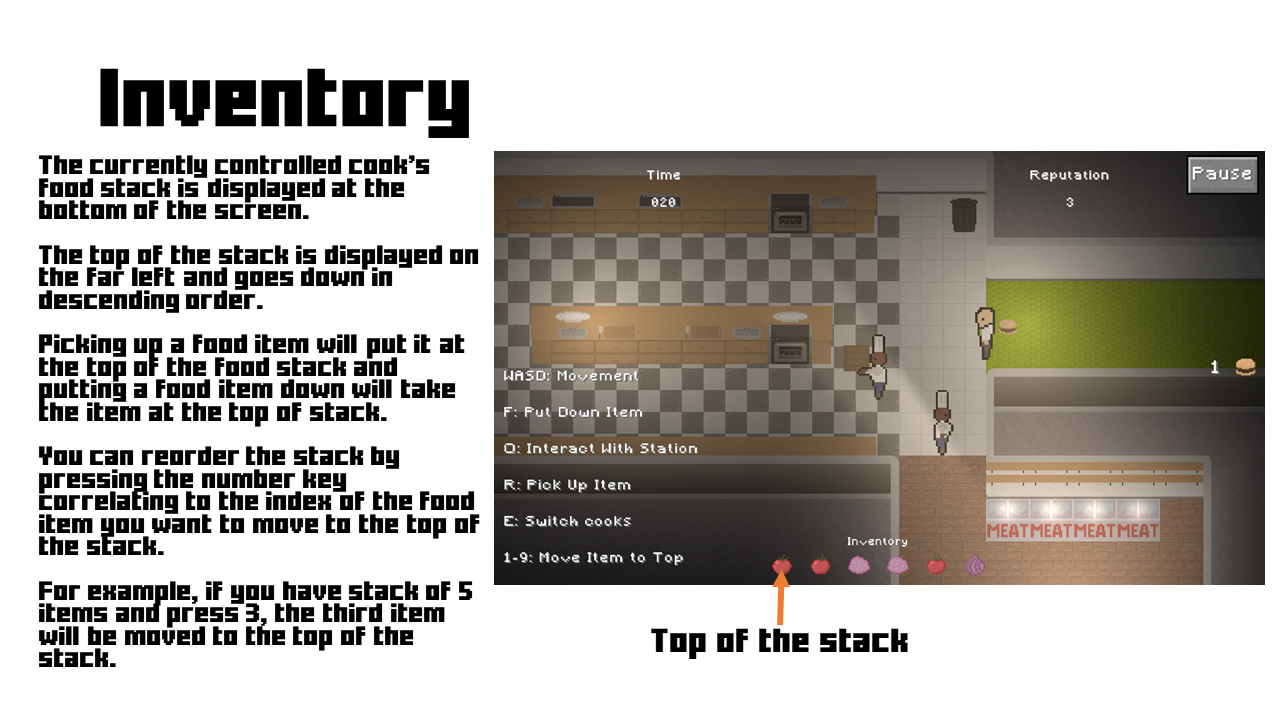 Inventory
The currently controlled cook's
food stack is displayed at the
bottom of the screen.
The top of the stack is displayed on
the far left and goes down in
descending order.
Picking up a food item will put it at
the top of the food stack and
putting a food item down will take
the item at the top of stack.
You can reorder the stack by
pressing the number key
correlating to the index of the food
item you want to move to the top of
the stack.
For example, if you have stack of 5
items and press 3, the third item
will be moved to the top of the
stack.
Time
020
Reputation
3
Pause
1
WASD: Movement
F: Put Down Item
Q: Interact With Station
R: Pick Up Item
E: Switch cooks
1-9: Move Item to Top
Inventory
MEAT MEAT MEAT MEAT
Top of the stack